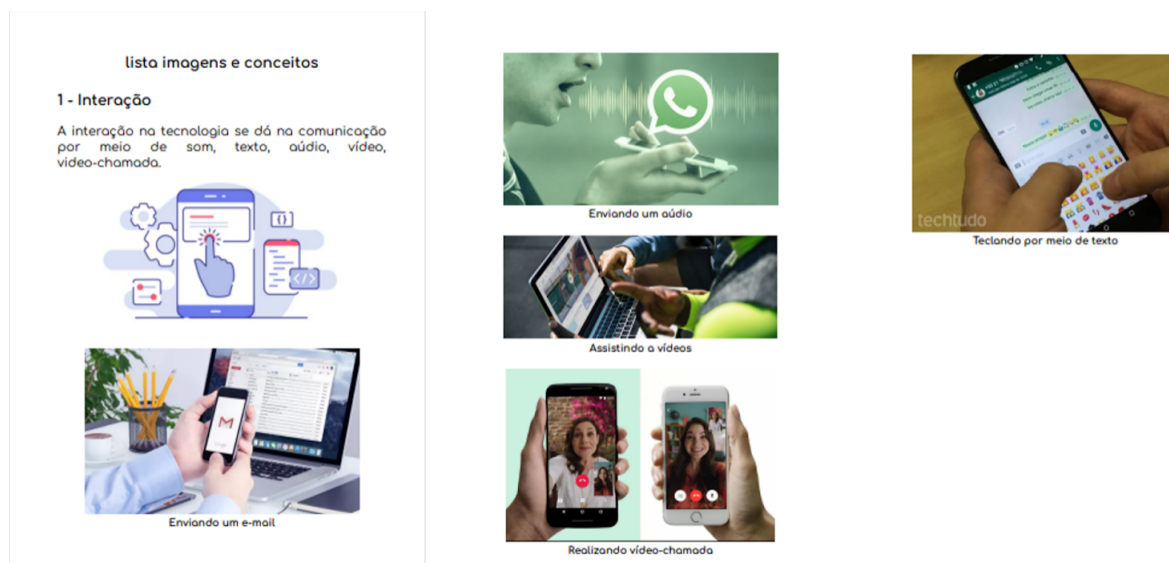 lista imagens e conceitos
1 - Interação
A interação na tecnologia se dá na comunicação
por meio de som, texto, aúdio, vídeo,
video-chamada.
{}
</>
M
Enviando um e-mail
Enviando um aúdio
Assistindo a vídeos
Realizando vídeo-chamada
techtudo
Teclando por meio de texto